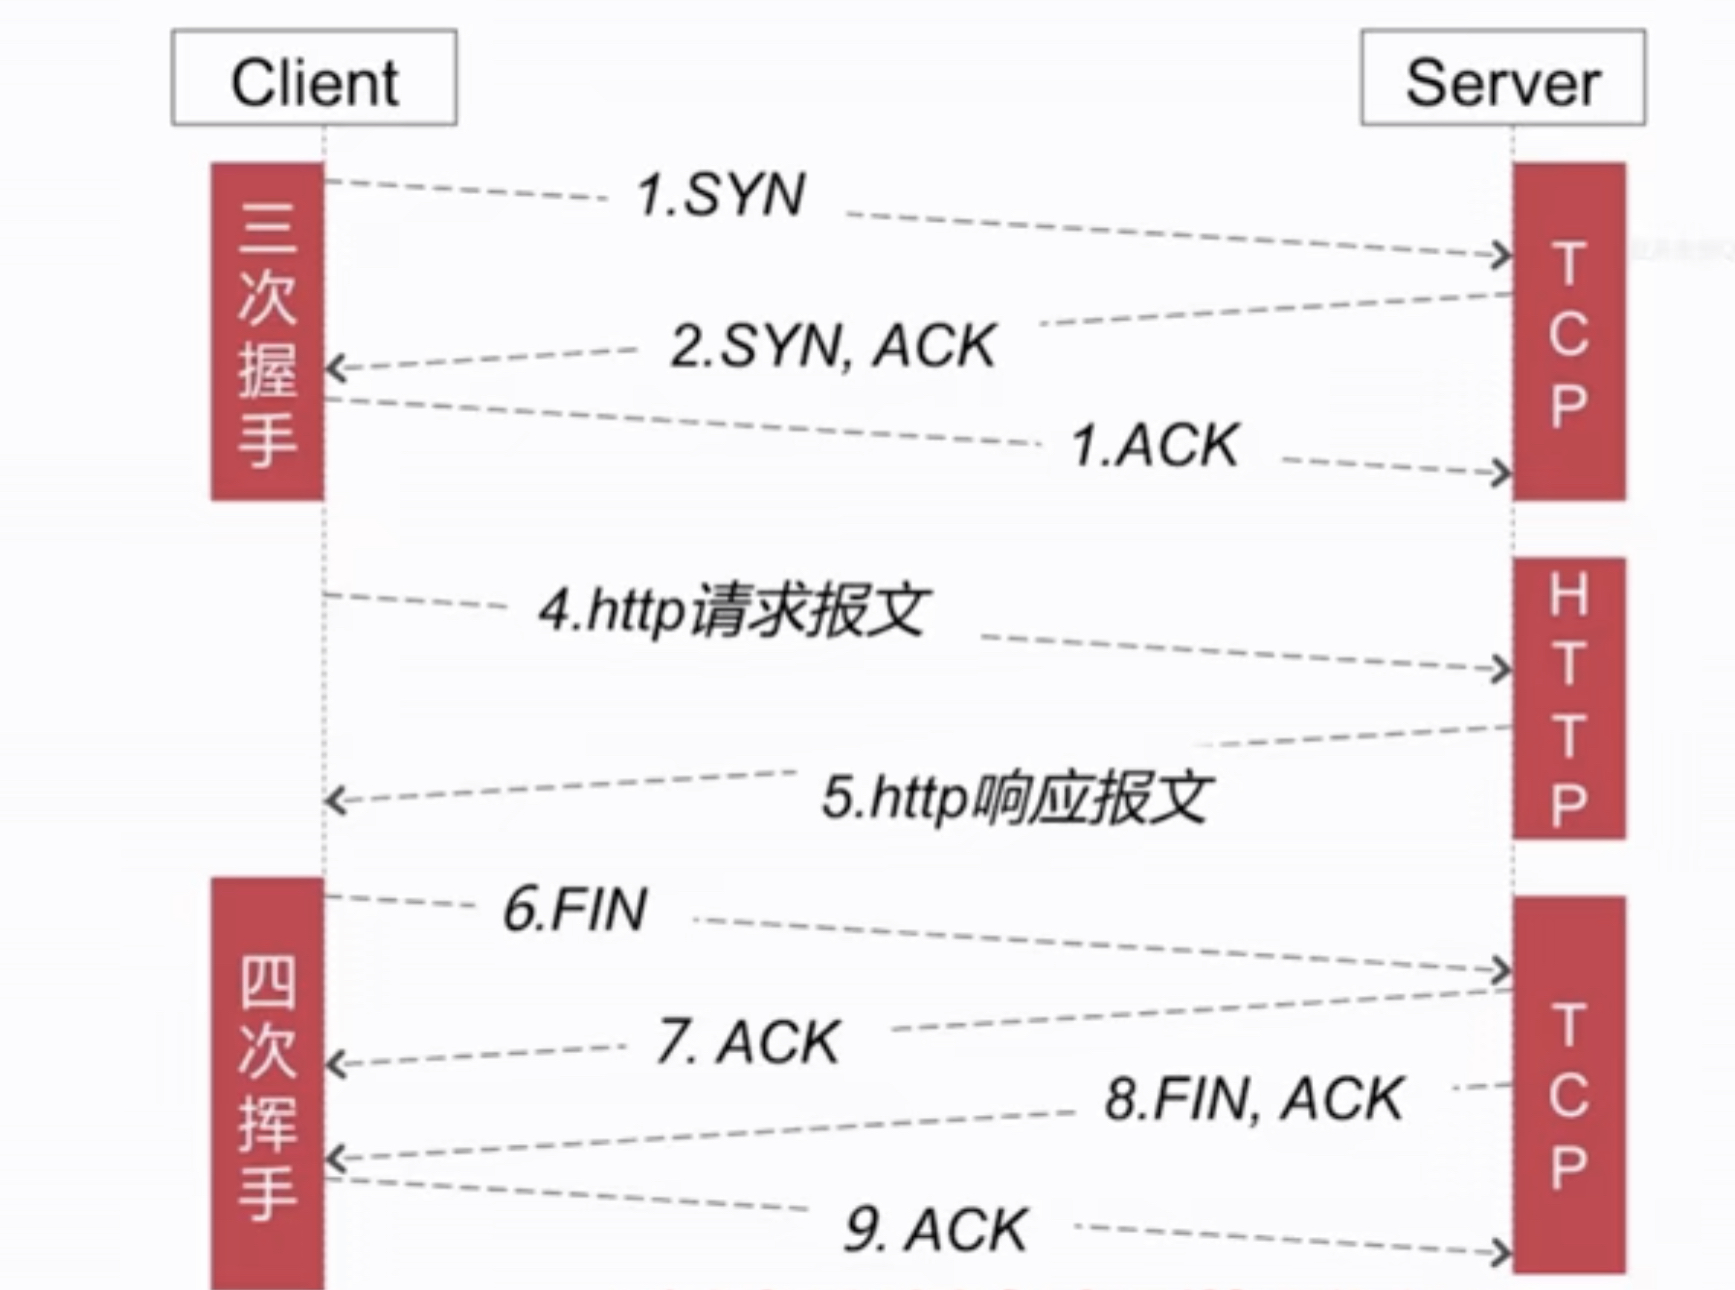 Client
Server
三次握手
TCP
1.SYN
2.SYN, ACK
1.ACK
HTTP
4.http请求报文
5.http响应报文
四次挥手
TCP
6.FIN
7. ACK
8.FIN, ACK
9. ACK